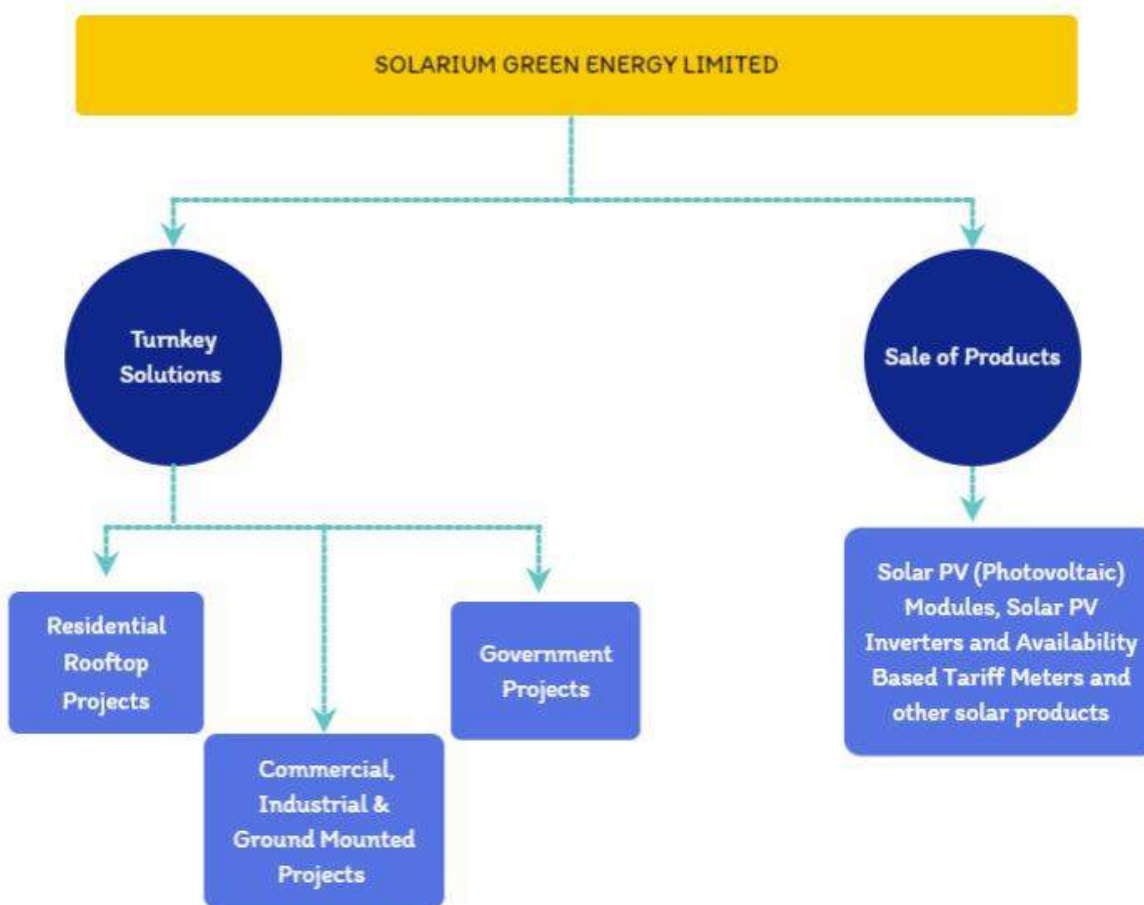 SOLARIUM GREEN ENERGY LIMITED
Turnkey
Solutions
Sale of Products
Residential
Rooftop
Projects
Commercial,
Industrial &
Ground Mounted
Projects
Government
Projects
Solar PV (Photovoltaic)
Modules, Solar PV
Inverters and Availability
Based Tariff Meters and
other solar products